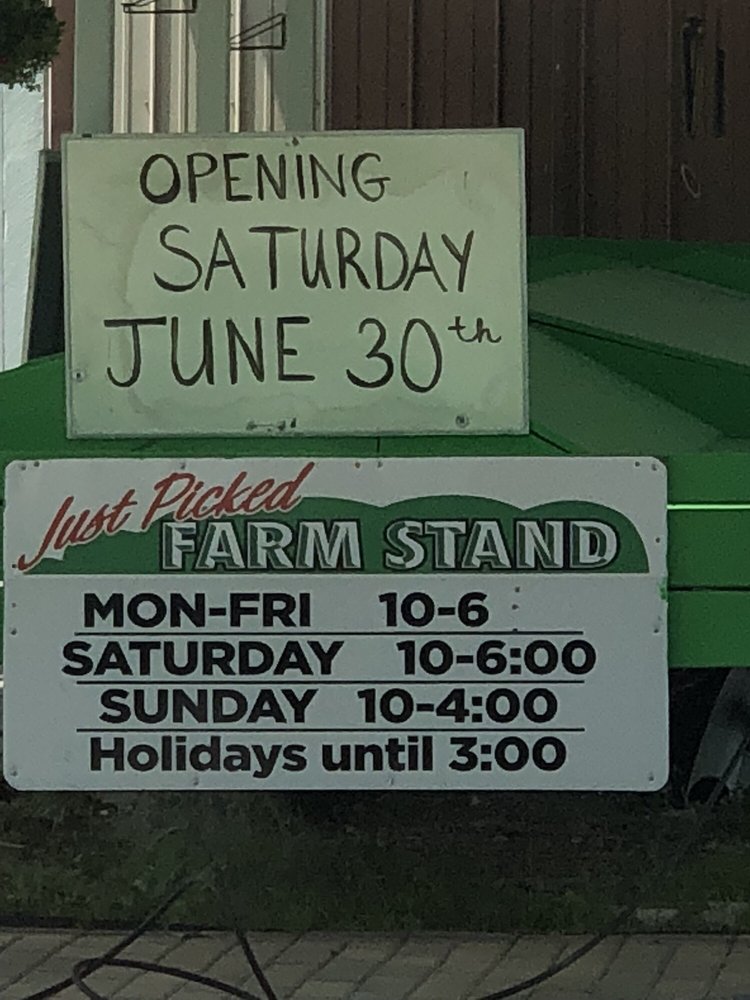 OPENING
SATURDAY
JUNE 30th
Just Picked
FARM STAND
MON-FRI 10-6
SATURDAY 10-6:00
SUNDAY 10-4:00
Holidays until 3:00